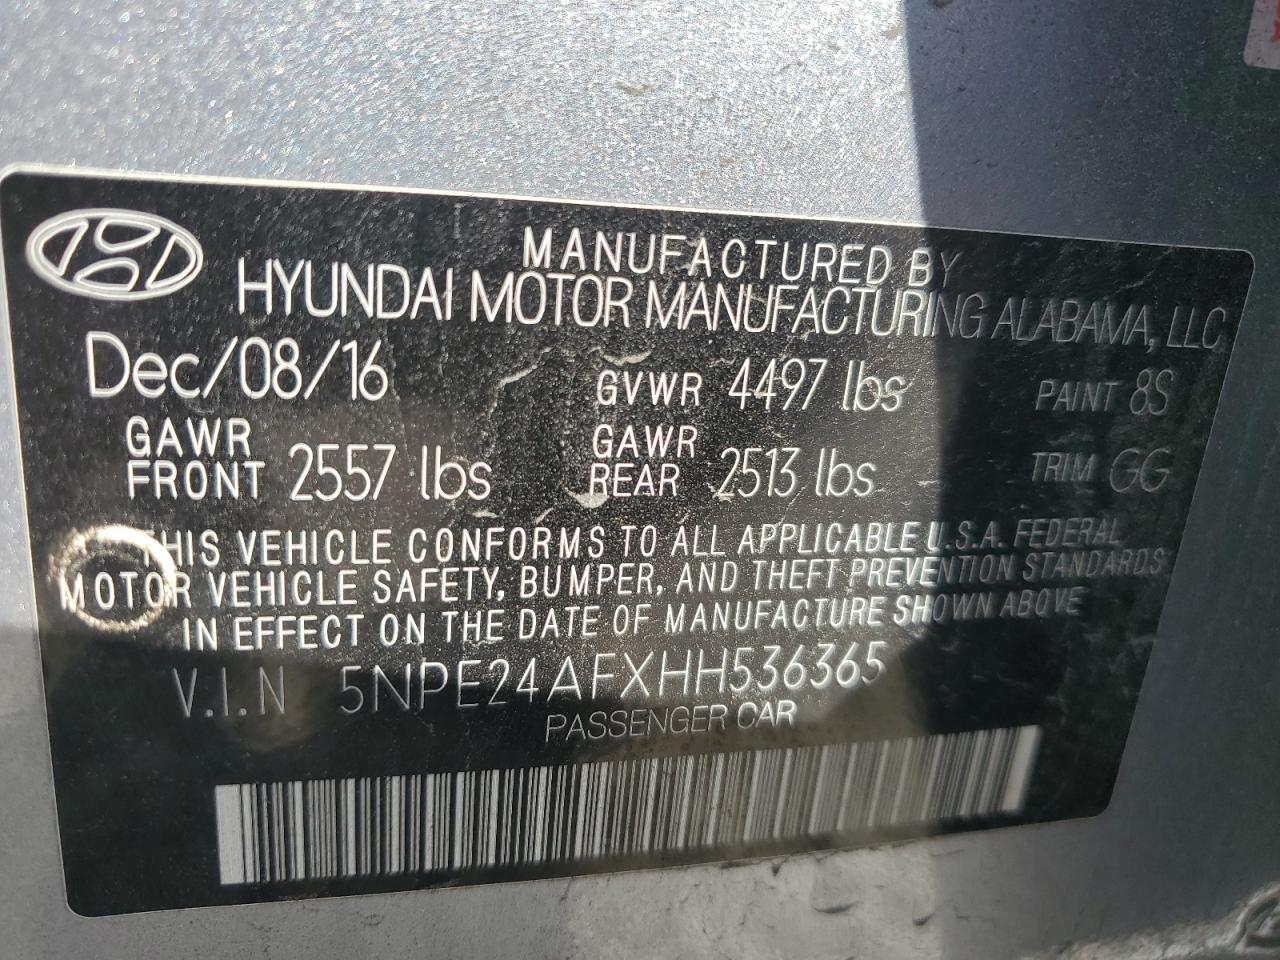 MANUFACTURED BY
HYUNDAI MOTOR MANUFACTURING ALABAMA, LLC
Dec/08/16 GVWR 4497 lbs PAINT 8S
GAWR FRONT 2557 lbs GAWR REAR 2513 lbs TRIM GG
THIS VEHICLE CONFORMS TO ALL APPLICABLE U.S.A. FEDERAL
MOTOR VEHICLE SAFETY, BUMPER, AND THEFT PREVENTION STANDARDS
IN EFFECT ON THE DATE OF MANUFACTURE SHOWN ABOVE
V.I.N 5NPE24AFXHH536365
PASSENGER CAR